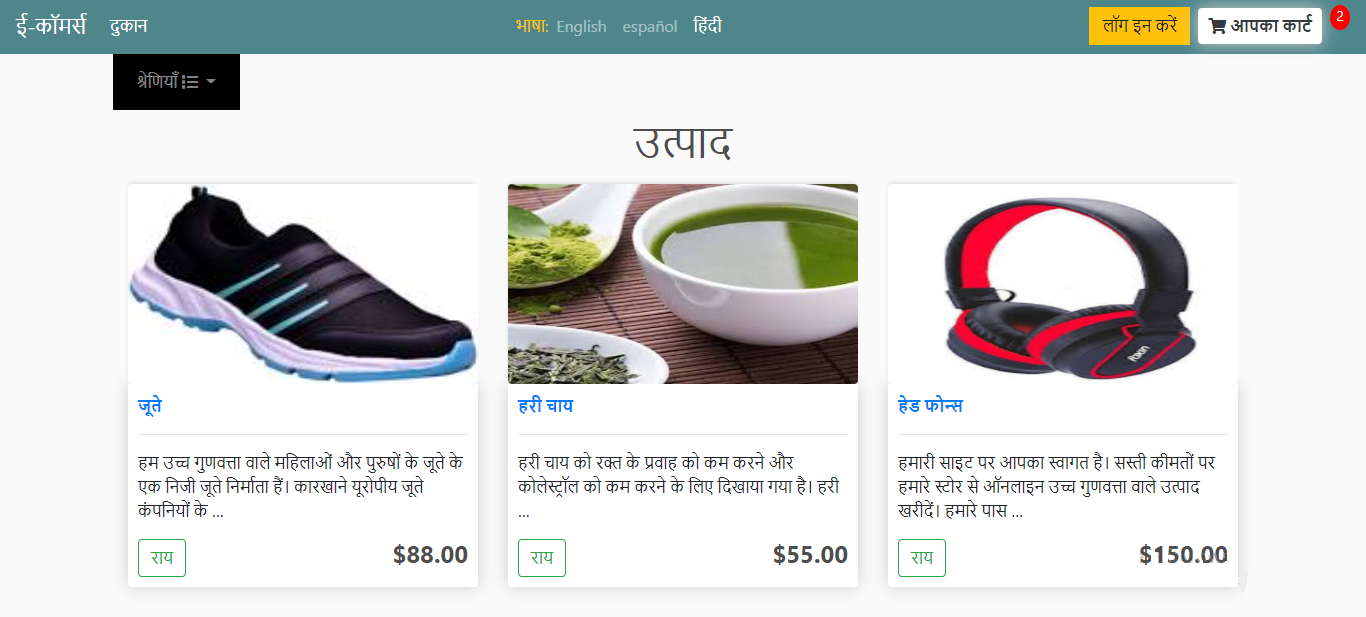 ई-कॉमर्स दुकान भाषा: English español हिंदी लॉग इन करें आपका कार्ट 2
श्रेणियाँ
उत्पाद
Foxin
जूते
हरी चाय
हेड फोन्स
हम उच्च गुणवत्ता वाले महिलाओं और पुरुषों के जूते के
एक निजी जूते निर्माता हैं। कारखाने यूरोपीय जूते
कंपनियों के ...
हरी चाय को रक्त के प्रवाह को कम करने और
कोलेस्ट्रॉल को कम करने के लिए दिखाया गया है। हरी
...
हमारी साइट पर आपका स्वागत है। सस्ती कीमतों पर
हमारे स्टोर से ऑनलाइन उच्च गुणवत्ता वाले उत्पाद
खरीदें। हमारे पास ...
राय $88.00
राय $55.00
राय $150.00